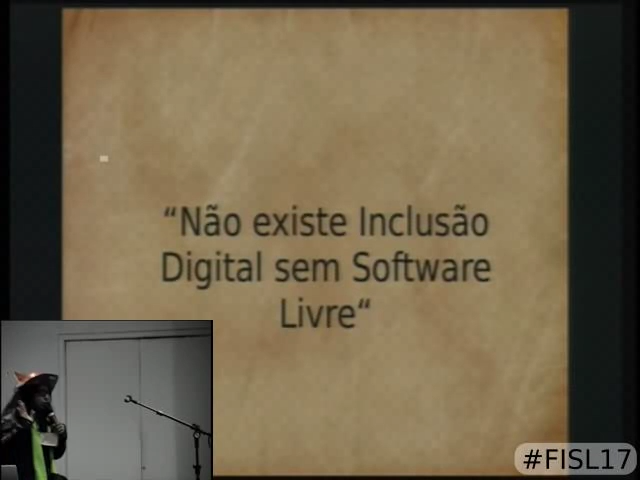 “Não existe Inclusão
Digital sem Software
Livre“
#FISL17